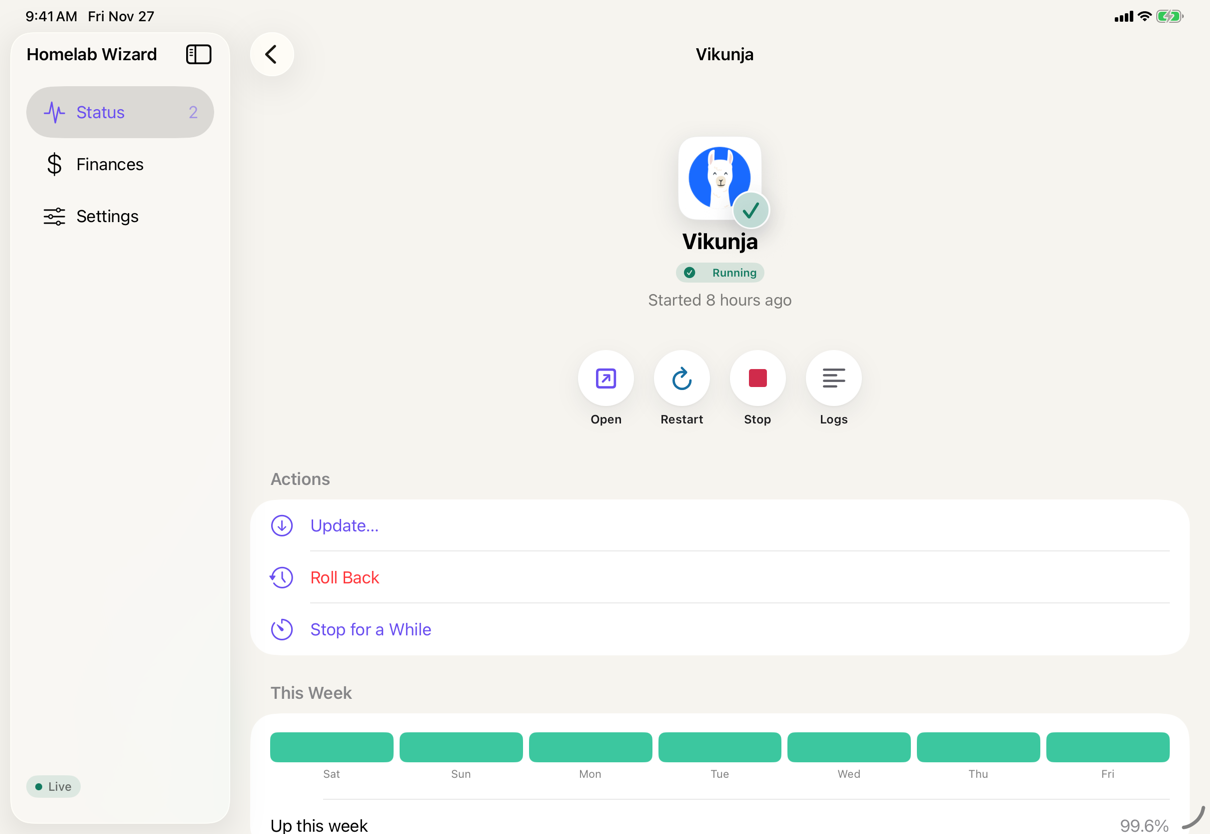 9:41 AM Fri Nov 27
Homelab Wizard
Vikunja
Status 2
Finances
Settings
Vikunja
Running
Started 8 hours ago
Open Restart Stop Logs
Actions
Update...
Roll Back
Stop for a While
This Week
Sat Sun Mon Tue Wed Thu Fri
Live
Up this week 99.6%